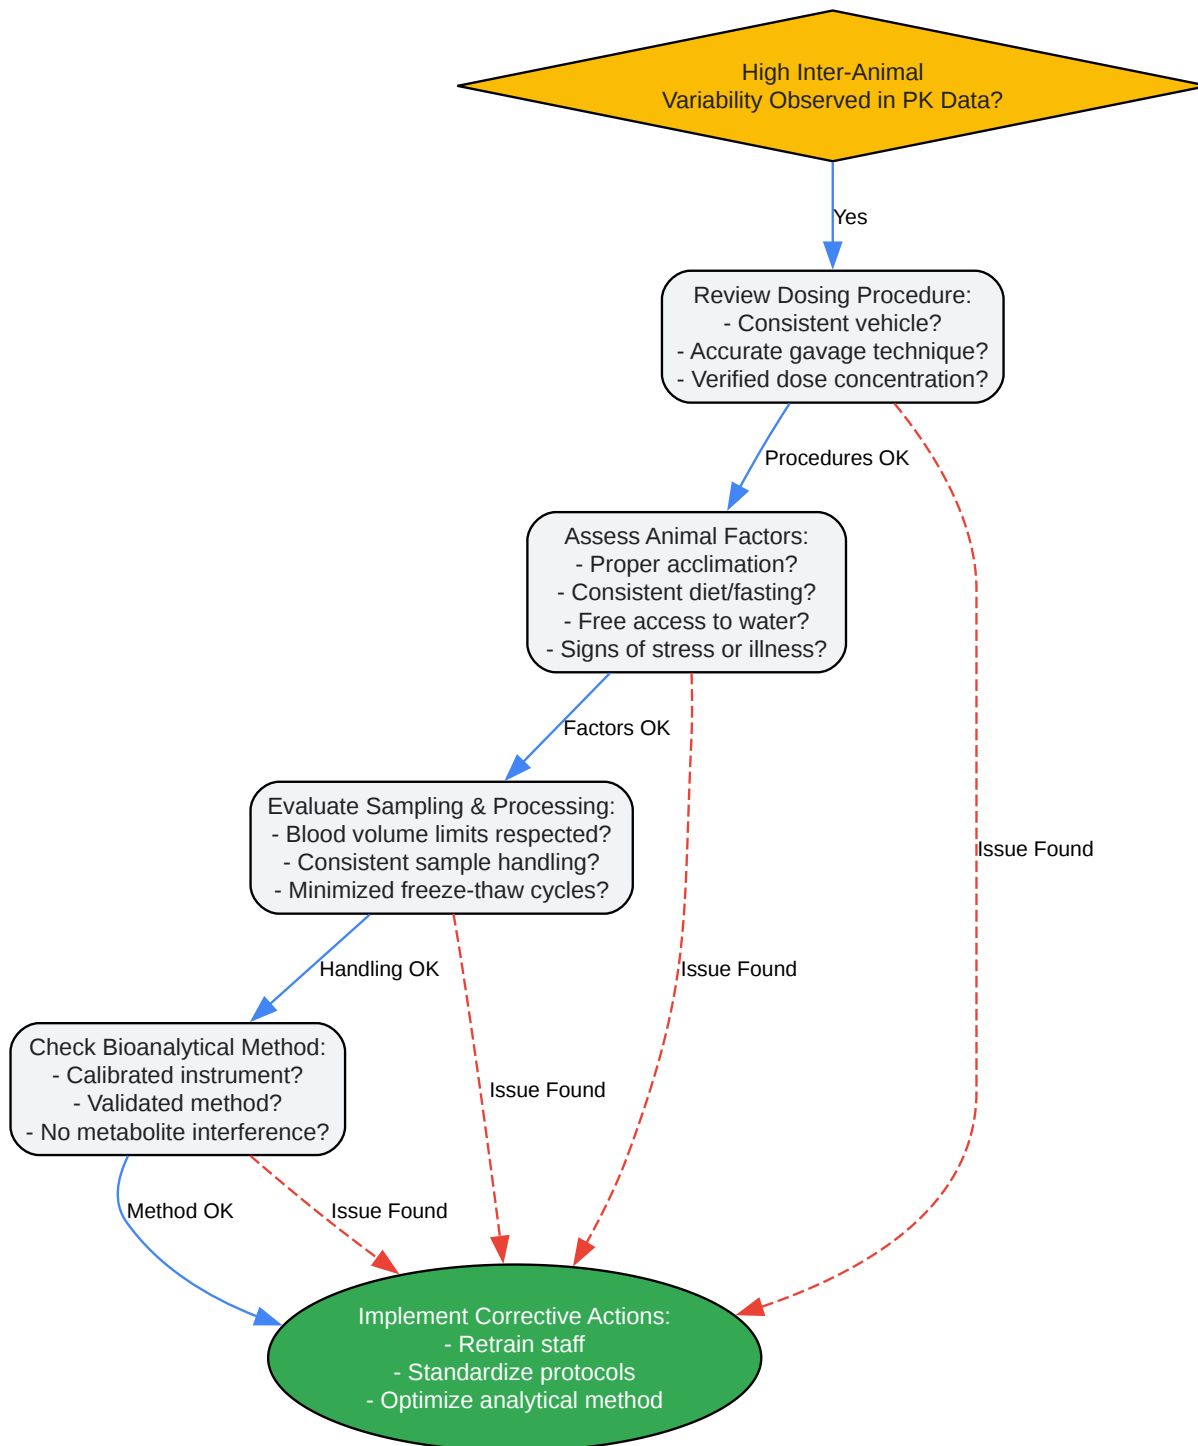 High Inter-Animal
Variability Observed in PK Data?
Yes
Review Dosing Procedure:
- Consistent vehicle?
- Accurate gavage technique?
- Verified dose concentration?
Procedures OK
Assess Animal Factors:
- Proper acclimation?
- Consistent diet/fasting?
- Free access to water?
- Signs of stress or illness?
Factors OK
Evaluate Sampling & Processing:
- Blood volume limits respected?
- Consistent sample handling?
- Minimized freeze-thaw cycles?
Issue Found
Handling OK
Issue Found
Check Bioanalytical Method:
- Calibrated instrument?
- Validated method?
- No metabolite interference?
Issue Found
Method OK
Issue Found
Implement Corrective Actions:
- Retrain staff
- Standardize protocols
- Optimize analytical method